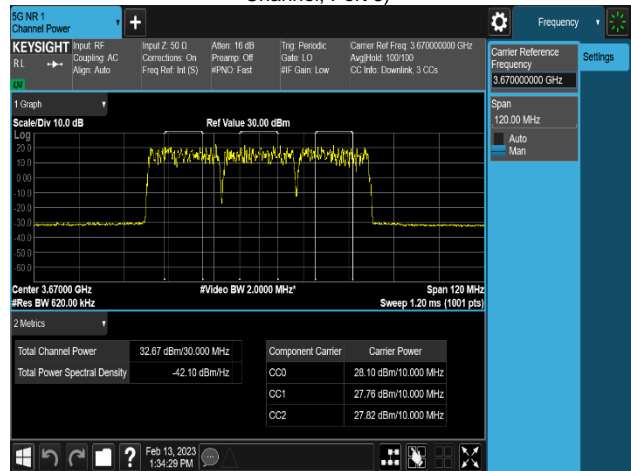 Channel, Port 3)
5G NR 1
Channel Power
Frequency
KEYSIGHT
RL
Input: RF
Coupling: AC
Align: Auto
Input Z: 50 Ω
Corrections: On
Freq Ref: Int (S)
Atten: 16 dB
Preamp: Off
#PNO: Fast
Trig: Periodic
Gate: LO
#IF Gain: Low
Carrier Ref Freq: 3.670000000 GHz
Avg|Hold: 100/100
CC Info: Downlink, 3 CCs
Carrier Reference
Frequency
3.670000000 GHz
Settings
Span
120.00 MHz
Auto
Man
1 Graph
Scale/Div 10.0 dB
Ref Value 30.00 dBm
Log
20.0
10.0
0.00
-10.0
-20.0
-30.0
-40.0
-50.0
-60.0
Center 3.67000 GHz
#Video BW 2.0000 MHz*
Span 120 MHz
#Res BW 620.00 kHz
Sweep 1.20 ms (1001 pts)
2 Metrics
Total Channel Power 32.67 dBm/30.000 MHz
Total Power Spectral Density -42.10 dBm/Hz
Component Carrier Carrier Power
CC0 28.10 dBm/10.000 MHz
CC1 27.76 dBm/10.000 MHz
CC2 27.82 dBm/10.000 MHz
?
Feb 13, 2023
1:34:29 PM